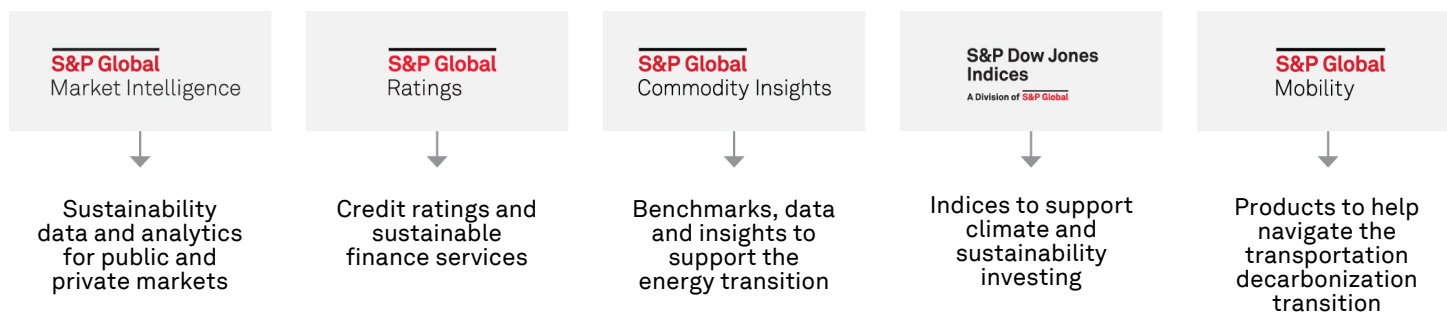 S&P Global
Market Intelligence
S&P Global
Ratings
S&P Global
Commodity Insights
S&P Dow Jones
Indices
A Division of S&P Global
S&P Global
Mobility
Sustainability
data and analytics
for public and
private markets
Credit ratings and
sustainable
finance services
Benchmarks, data
and insights to
support the
energy transition
Indices to support
climate and
sustainability
investing
Products to help
navigate the
transportation
decarbonization
transition